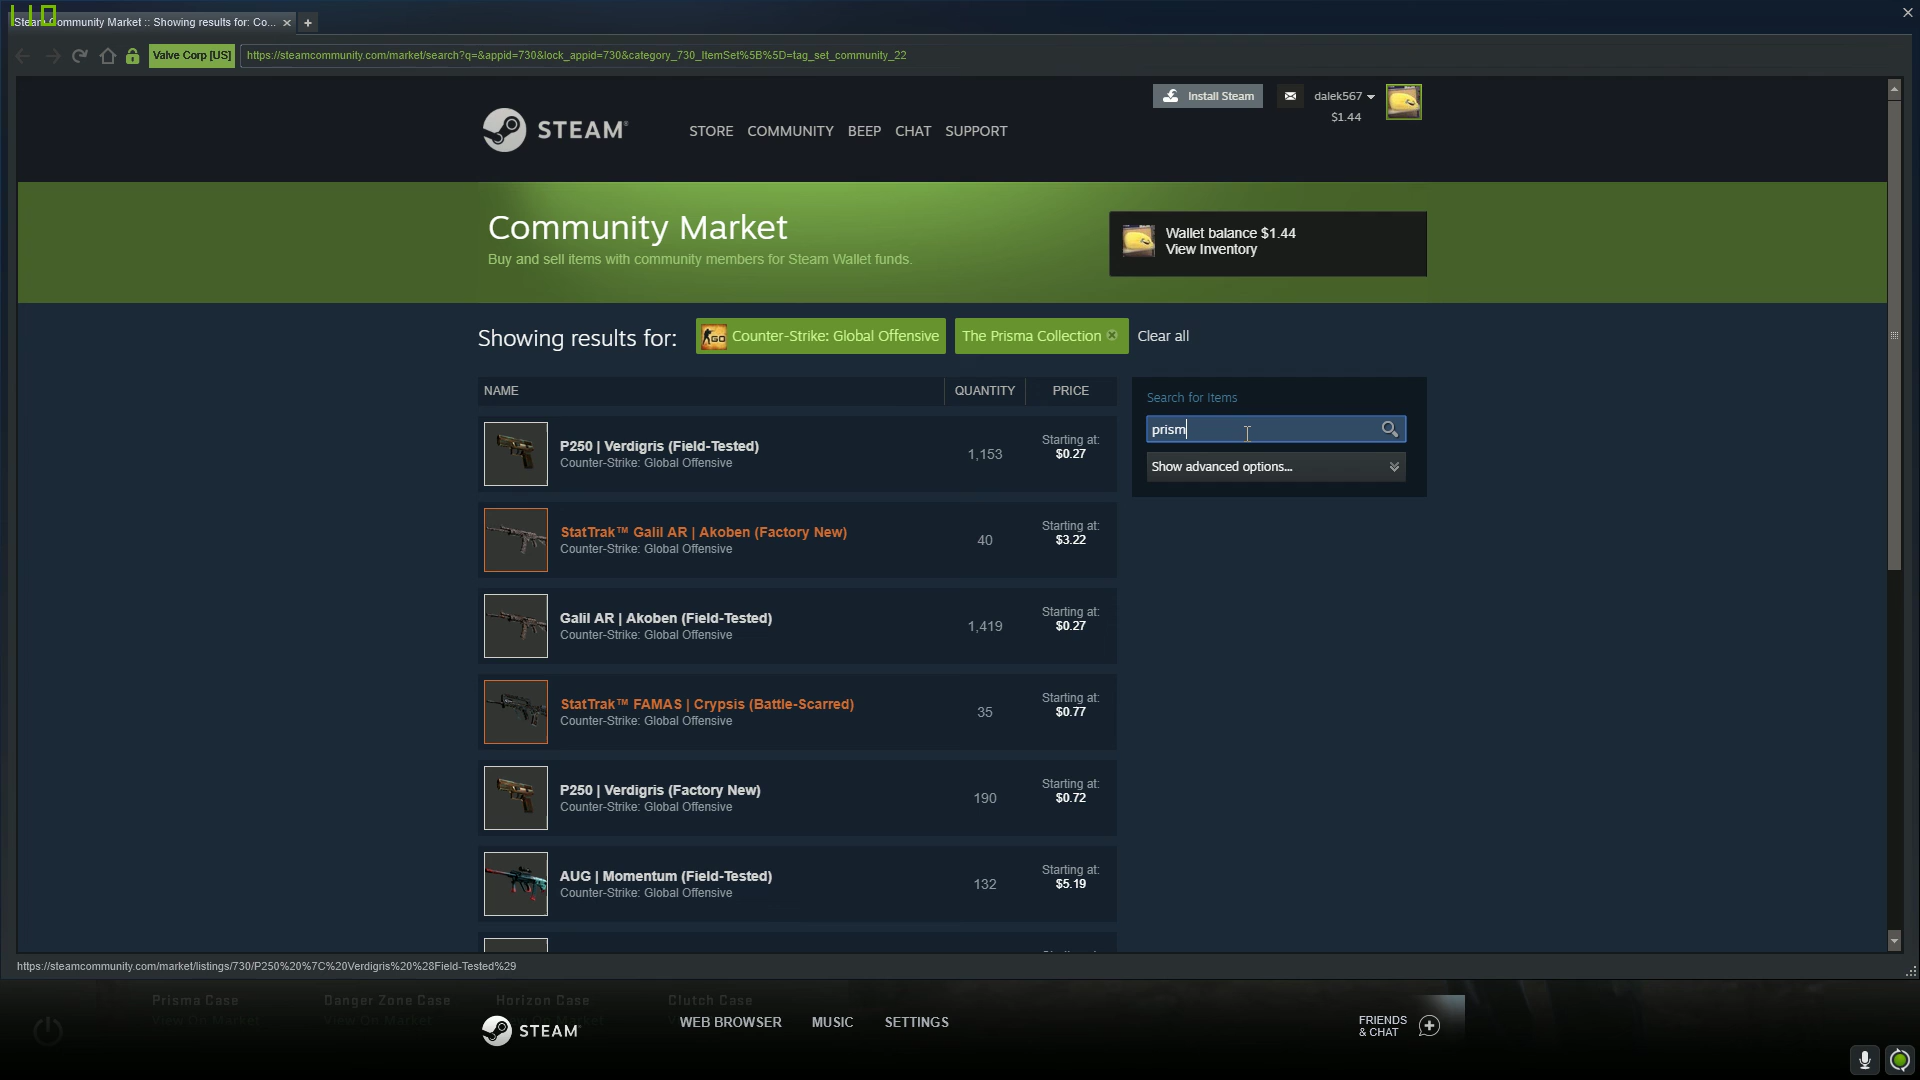 110
Steam Community Market :: Showing results for: Co...
Valve Corp [US]
https://steamcommunity.com/market/search?q=&appid=730&lock_appid=730&category_730_ItemSet%5B%5D=tag_set_community_22
Install Steam
dalek567
$1.44
STEAM
STORE COMMUNITY BEEP CHAT SUPPORT
Community Market
Buy and sell items with community members for Steam Wallet funds.
Wallet balance $1.44
View Inventory
Showing results for:
GO
Counter-Strike: Global Offensive
The Prisma Collection
Clear all
NAME QUANTITY PRICE
Search for Items
prism
Show advanced options...
P250 | Verdigris (Field-Tested)
Counter-Strike: Global Offensive
1,153
Starting at:
$0.27
StatTrak™ Galil AR | Akoben (Factory New)
Counter-Strike: Global Offensive
40
Starting at:
$3.22
Galil AR | Akoben (Field-Tested)
Counter-Strike: Global Offensive
1,419
Starting at:
$0.27
StatTrak™ FAMAS | Crypsis (Battle-Scarred)
Counter-Strike: Global Offensive
35
Starting at:
$0.77
P250 | Verdigris (Factory New)
Counter-Strike: Global Offensive
190
Starting at:
$0.72
AUG | Momentum (Field-Tested)
Counter-Strike: Global Offensive
132
Starting at:
$5.19
https://steamcommunity.com/market/listings/730/P250%20%7C%20Verdigris%20%28Field-Tested%29
Prisma Case Danger Zone Case Horizon Case Clutch Case
View On Market View On Market
STEAM
WEB BROWSER MUSIC SETTINGS
FRIENDS
& CHAT